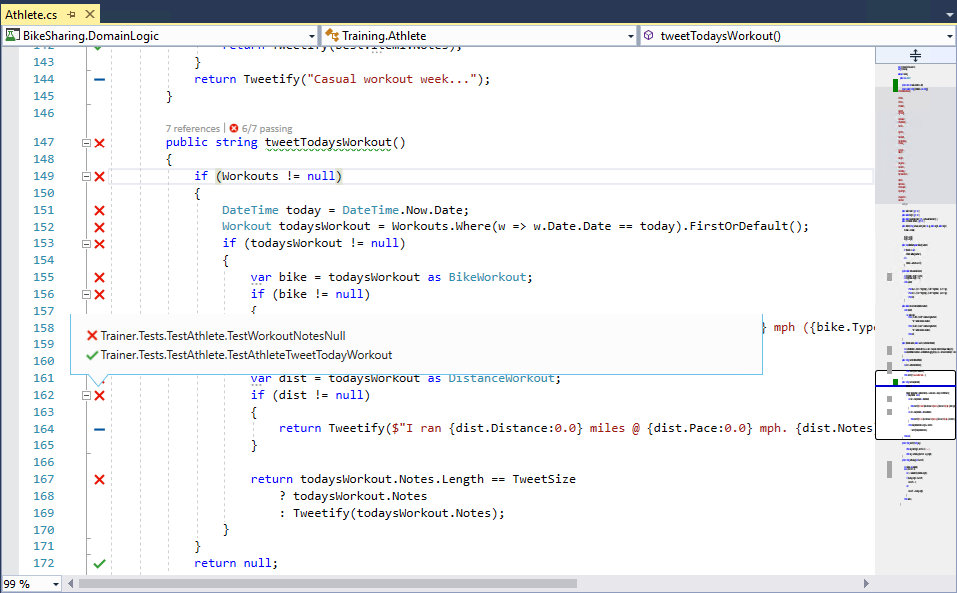 Athlete.cs
BikeSharing.DomainLogic Training.Athlete tweetTodaysWorkout()
142 return Tweetify(best.Item1.Notes);
143 }
144 return Tweetify("Casual workout week...");
145 }
146
7 references | 6/7 passing
147 public string tweetTodaysWorkout()
148 {
149 if (Workouts != null)
150 {
151 DateTime today = DateTime.Now.Date;
152 Workout todaysWorkout = Workouts.Where(w => w.Date.Date == today).FirstOrDefault();
153 if (todaysWorkout != null)
154 {
155 var bike = todaysWorkout as BikeWorkout;
156 if (bike != null)
157 {
158 } mph ({bike.Type
Trainer.Tests.TestAthlete.TestWorkoutNotesNull
159
Trainer.Tests.TestAthlete.TestAthleteTweetTodayWorkout
160
161 var dist = todaysWorkout as DistanceWorkout;
162 if (dist != null)
163 {
164 return Tweetify($"I ran {dist.Distance:0.0} miles @ {dist.Pace:0.0} mph. {dist.Notes
165 }
166
167 return todaysWorkout.Notes.Length == TweetSize
168 ? todaysWorkout.Notes
169 : Tweetify(todaysWorkout.Notes);
170 }
171 }
172 return null;
99 %